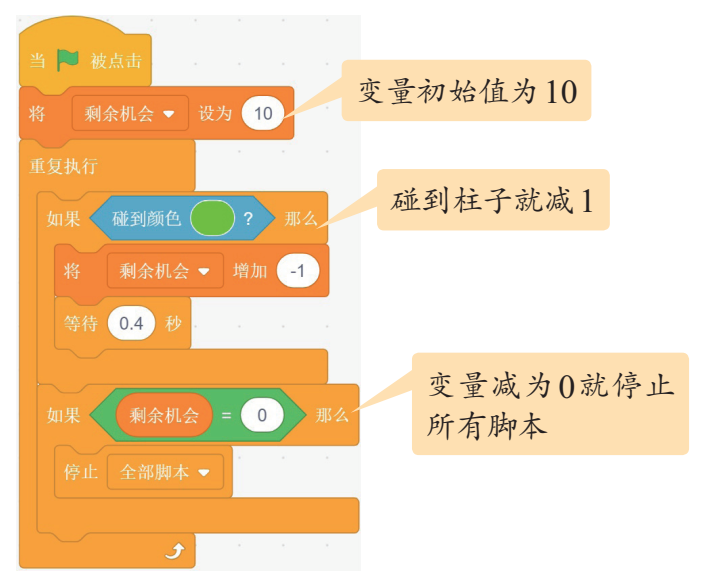 当 被点击
将 剩余机会 设为 10
变量初始值为10
重复执行
如果 碰到颜色 ? 那么
碰到柱子就减1
将 剩余机会 增加 -1
等待 0.4 秒
如果 剩余机会 = 0 那么
变量减为0就停止
所有脚本
停止 全部脚本